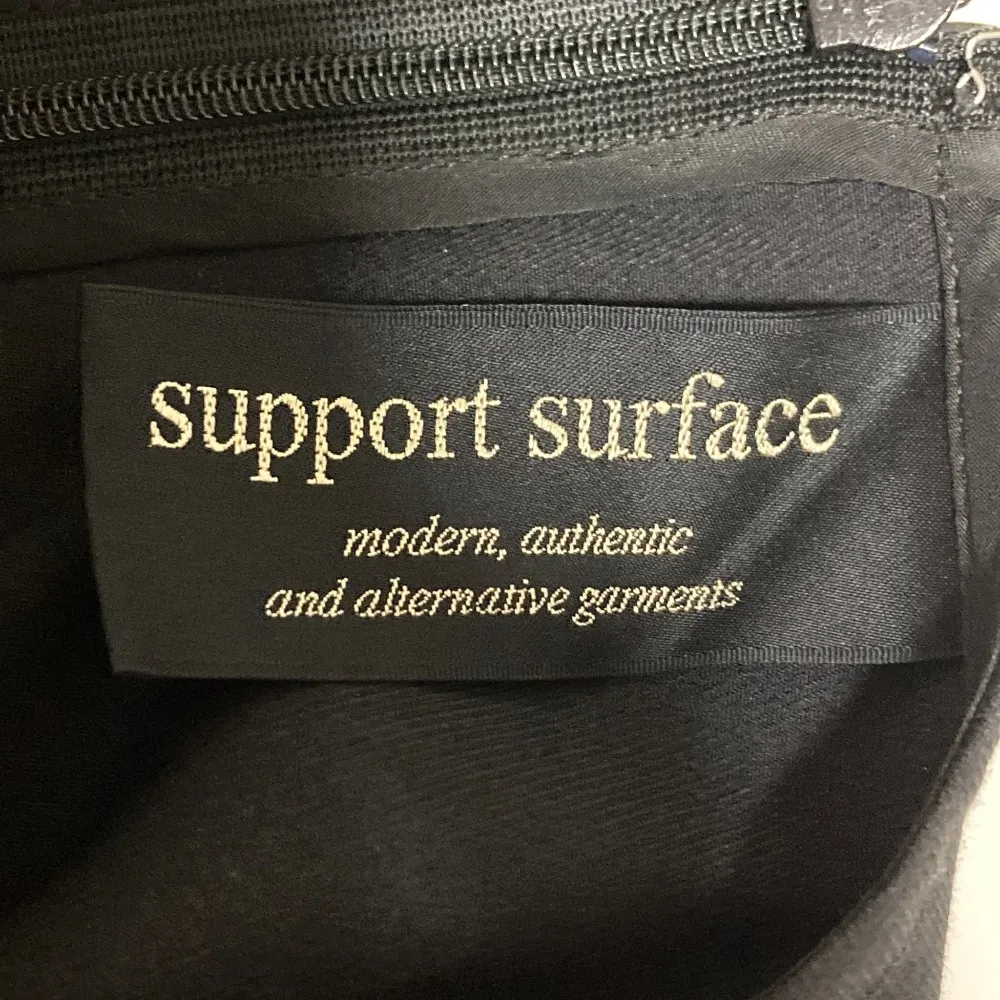 support surface
modern, authentic
and alternative garments